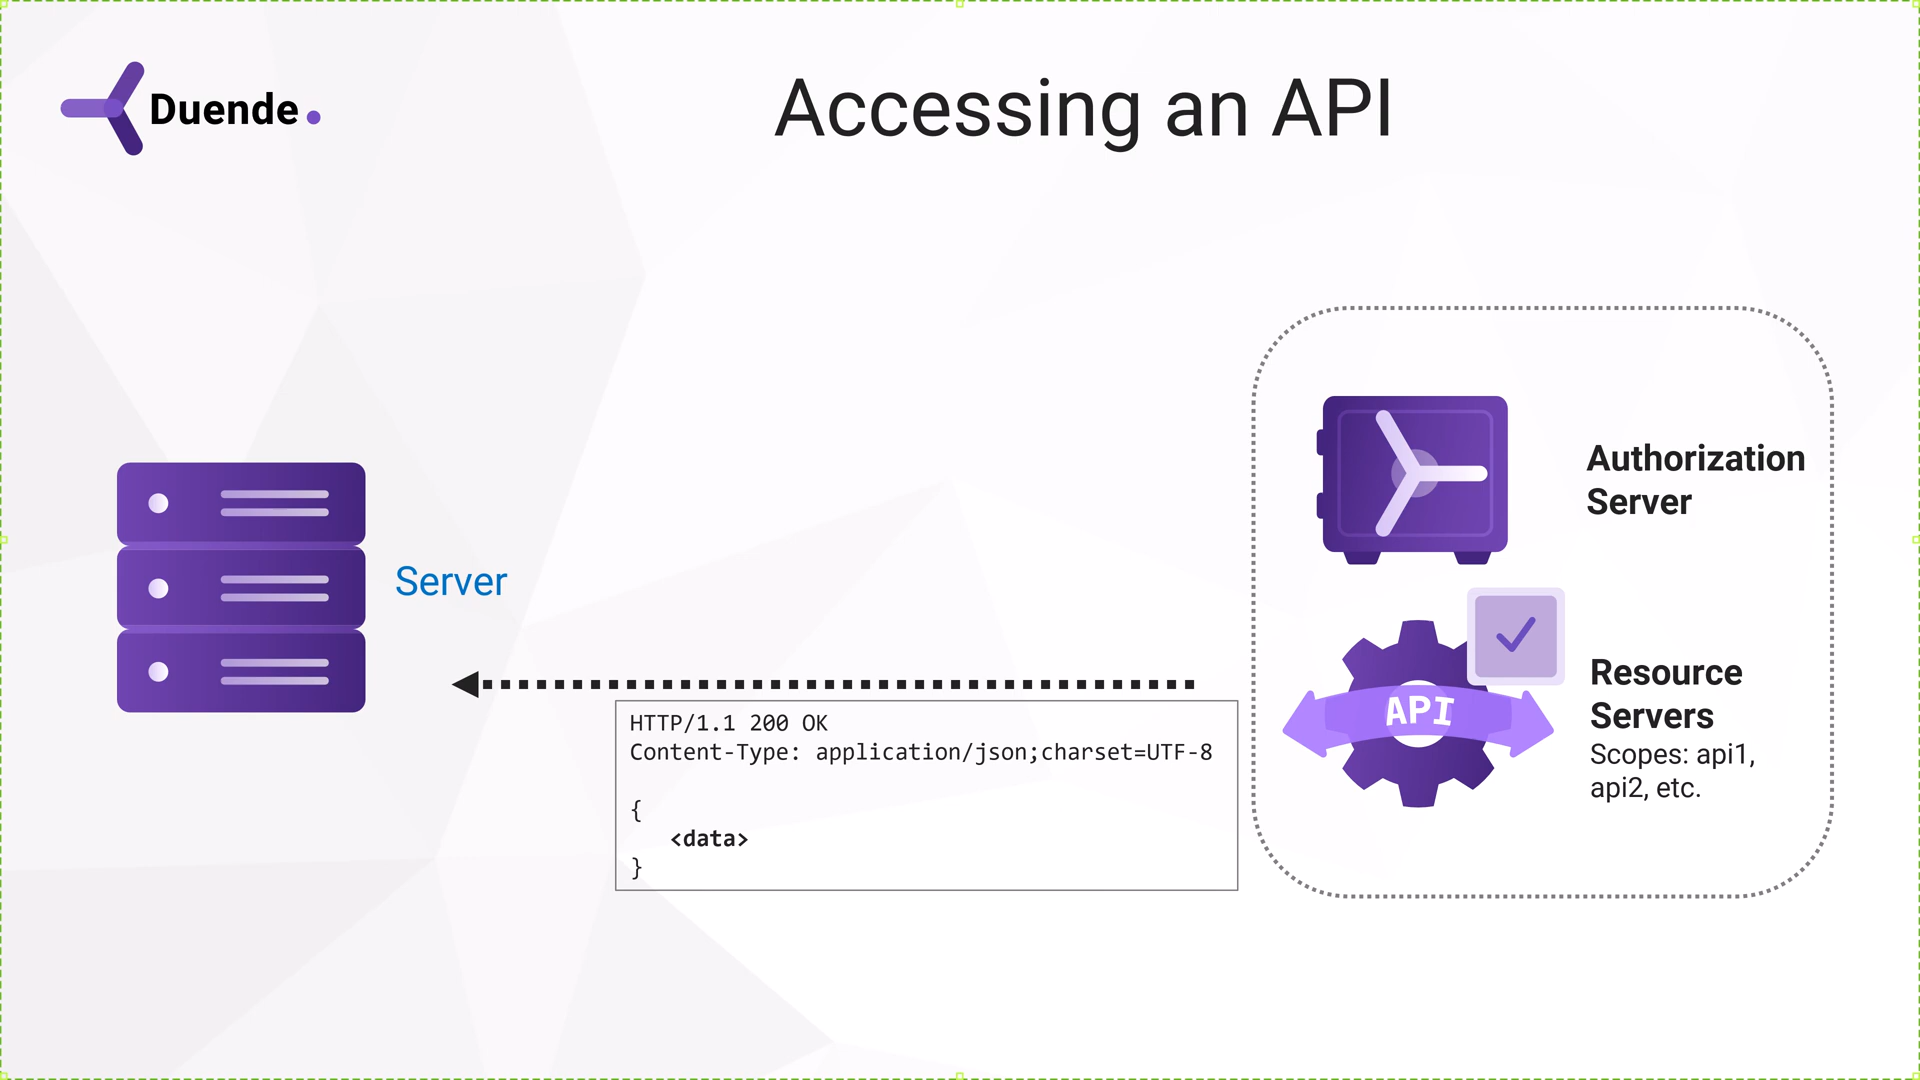 Duende
Accessing an API
Authorization
Server
Server
API
Resource
Servers
Scopes: api1,
api2, etc.
HTTP/1.1 200 OK
Content-Type: application/json;charset=UTF-8
{
<data>
}